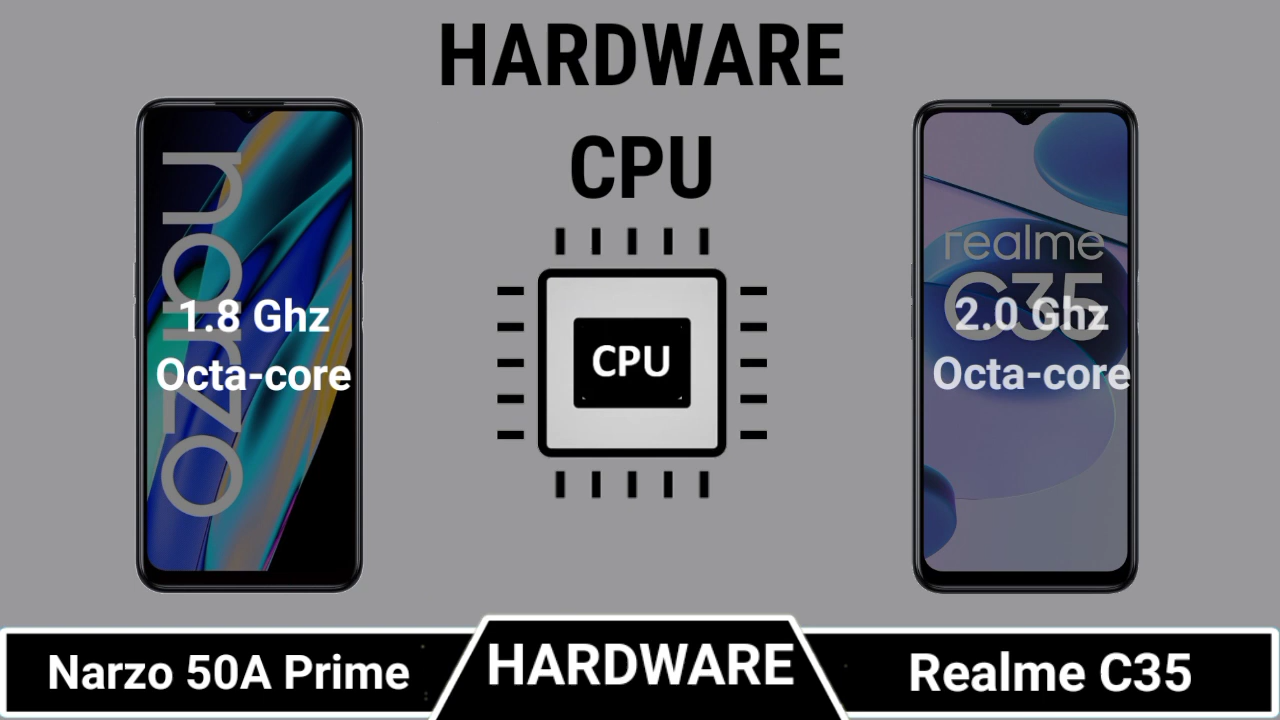 HARDWARE
CPU
narzo
1.8 Ghz
Octa-core
CPU
realme
C35
2.0 Ghz
Octa-core
Narzo 50A Prime
HARDWARE
Realme C35